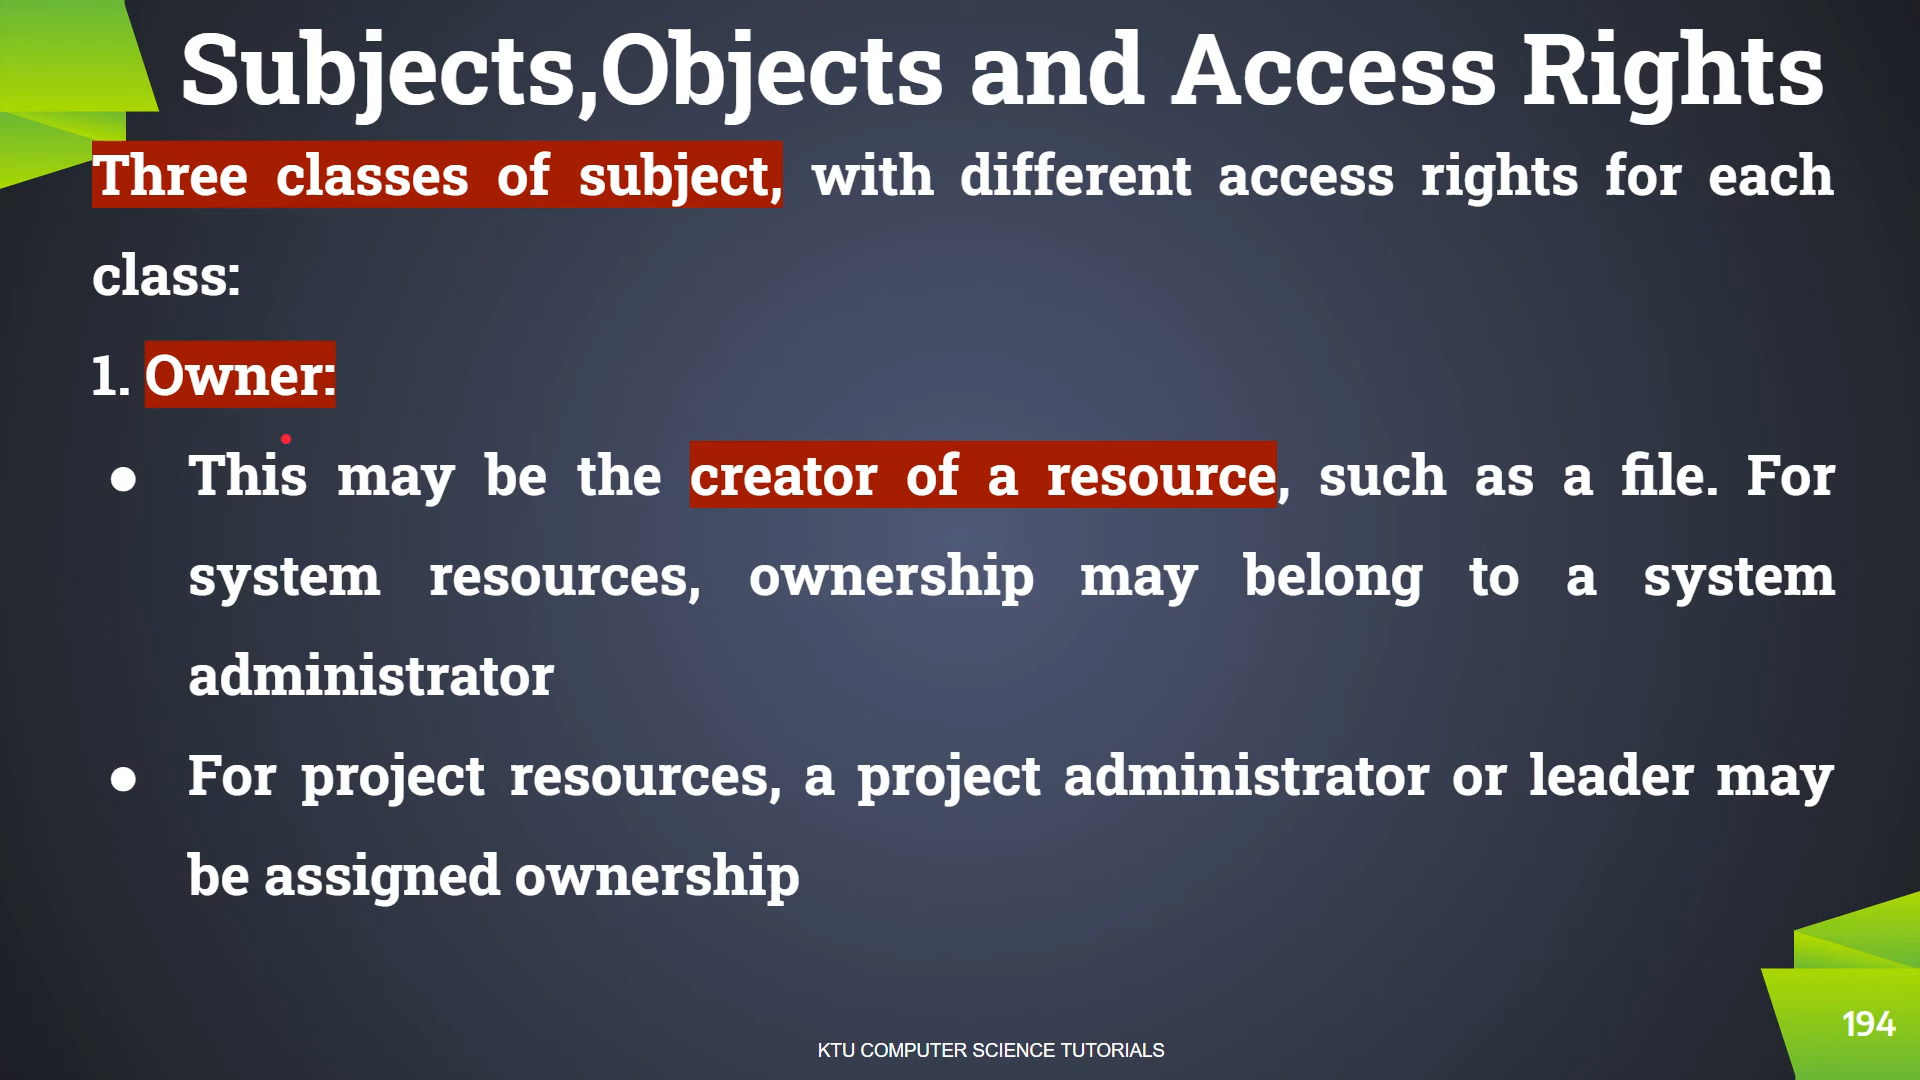 Subjects,Objects and Access Rights
Three classes of subject, with different access rights for each
class:
1. Owner:
● This may be the creator of a resource, such as a file. For
system resources, ownership may belong to a system
administrator
● For project resources, a project administrator or leader may
be assigned ownership
194
KTU COMPUTER SCIENCE TUTORIALS